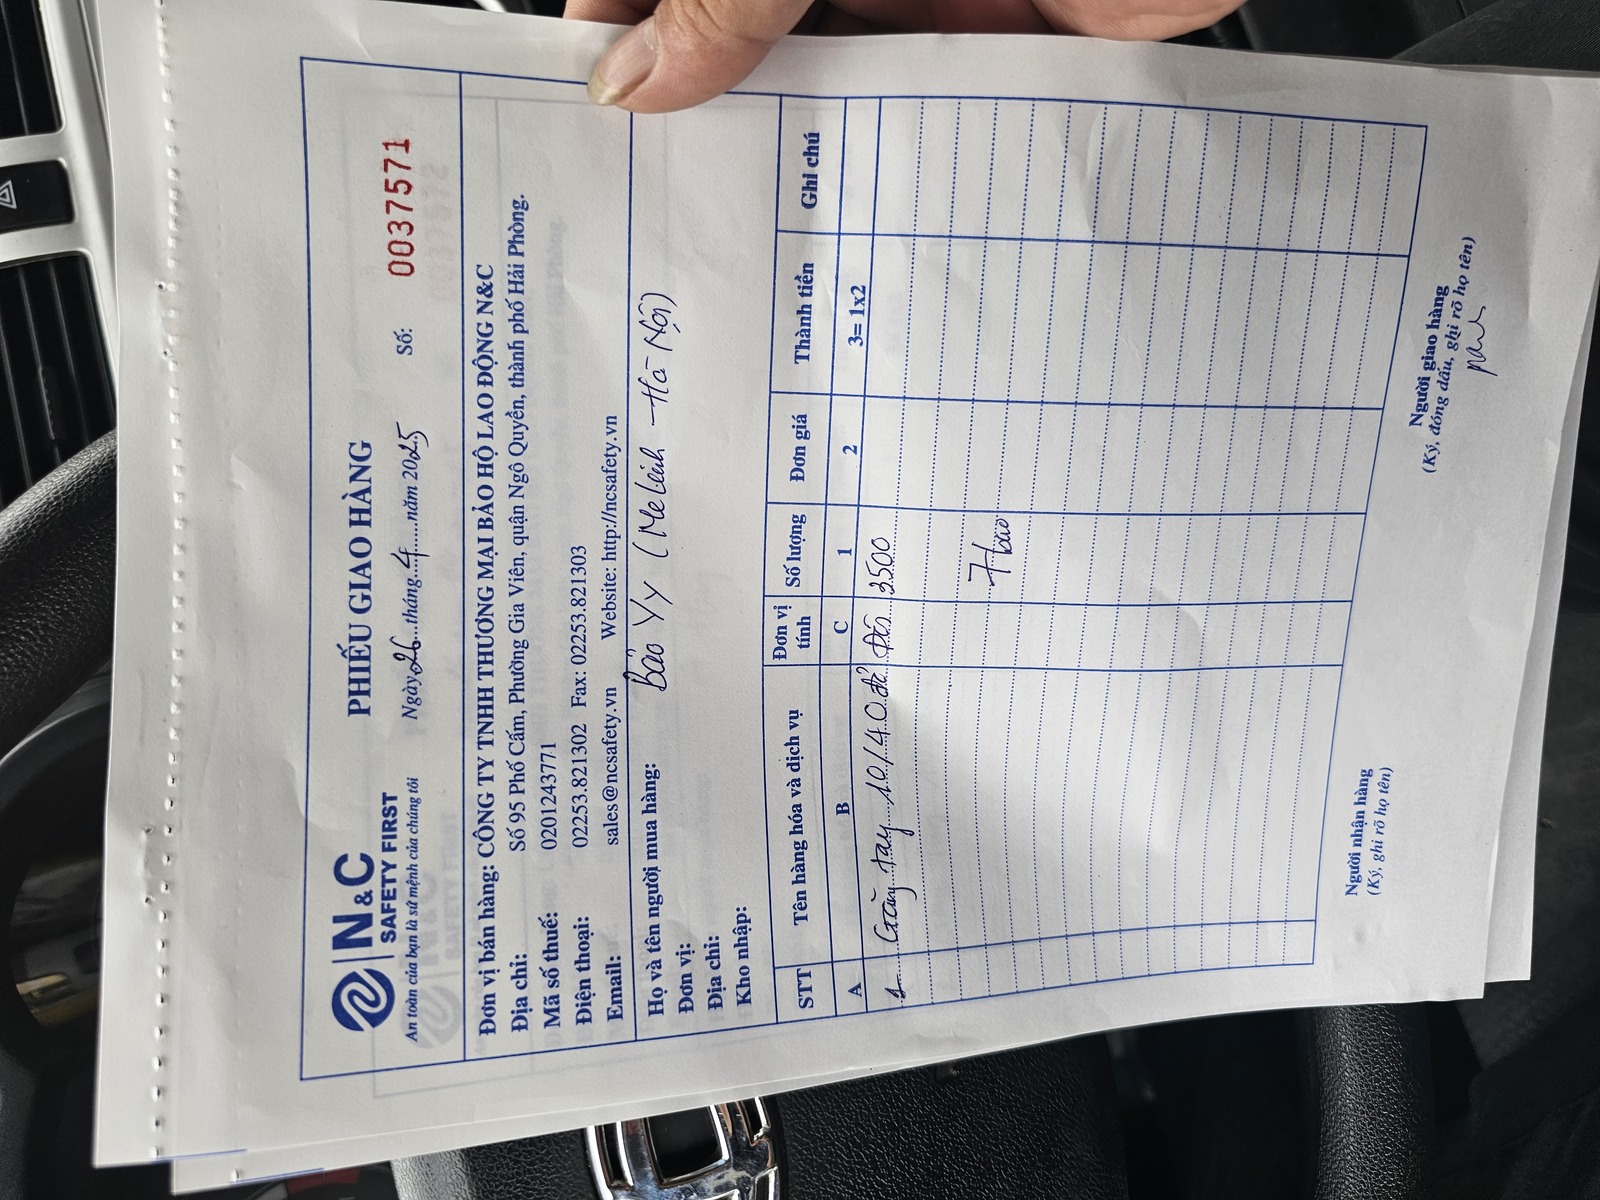 N&C
SAFETY FIRST
An toàn của bạn là sứ mệnh của chúng tôi
PHIẾU GIAO HÀNG
Ngày 26 tháng 4 năm 2025
Số: 0037571
Đơn vị bán hàng: CÔNG TY TNHH THƯƠNG MẠI BẢO HỘ LAO ĐỘNG N&C
Địa chỉ: Số 95 Phố Cấm, Phường Gia Viên, quận Ngô Quyền, thành phố Hải Phòng.
Mã số thuế: 0201243771
Điện thoại: 02253.821302 Fax: 02253.821303
Email: sales@ncsafety.vn Website: http://ncsafety.vn
Họ và tên người mua hàng: Bảo Vy (Mê Linh - Hà Nội)
Đơn vị:
Địa chỉ:
Kho nhập:
STT Tên hàng hóa và dịch vụ Đơn vị tính Số lượng Đơn giá Thành tiền Ghi chú
A B C 1 2 3= 1x2
1 Găng tay 10/40 Đôi 3500
7 bao
Người nhận hàng
(Ký, ghi rõ họ tên)
Người giao hàng
(Ký, đóng dấu, ghi rõ họ tên)